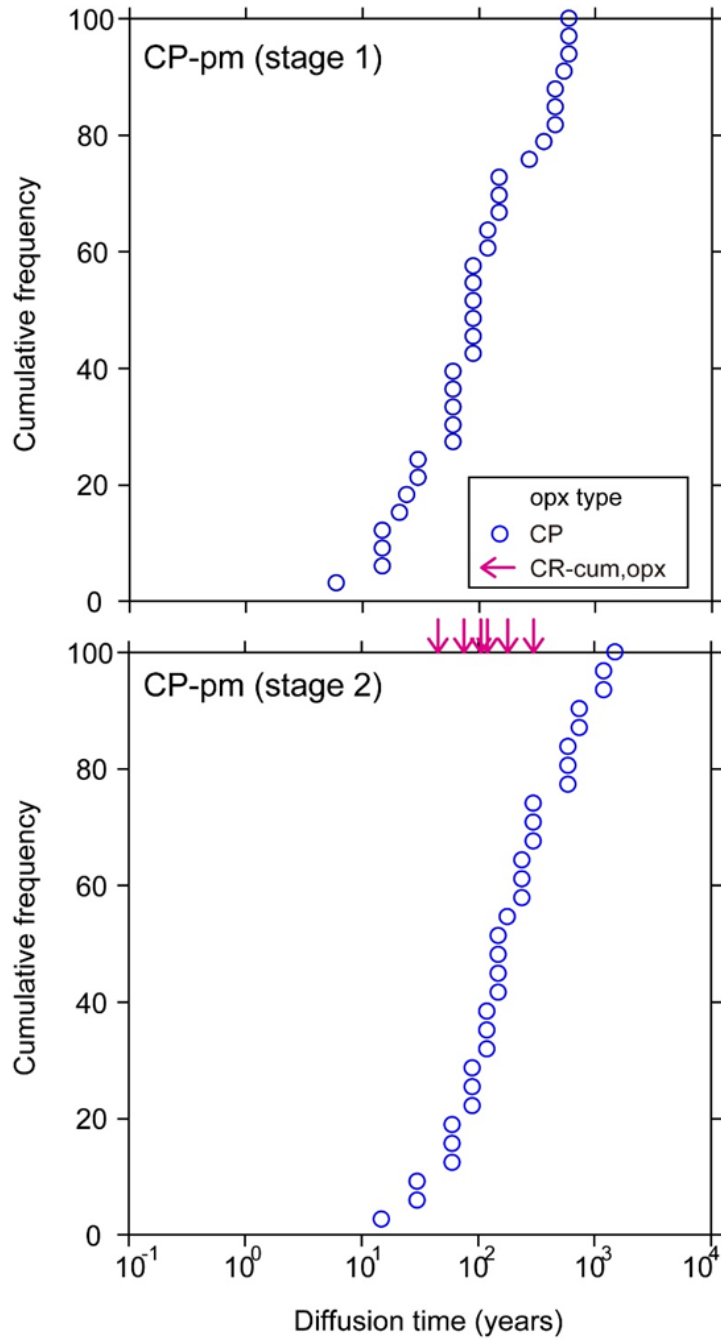 100
CP-pm (stage 1)
80
60
Cumulative frequency
40
20
0
opx type
CP
CR-cum,opx
100
CP-pm (stage 2)
80
60
Cumulative frequency
40
20
0
10⁻¹ 10⁰ 10¹ 10² 10³ 10⁴
Diffusion time (years)